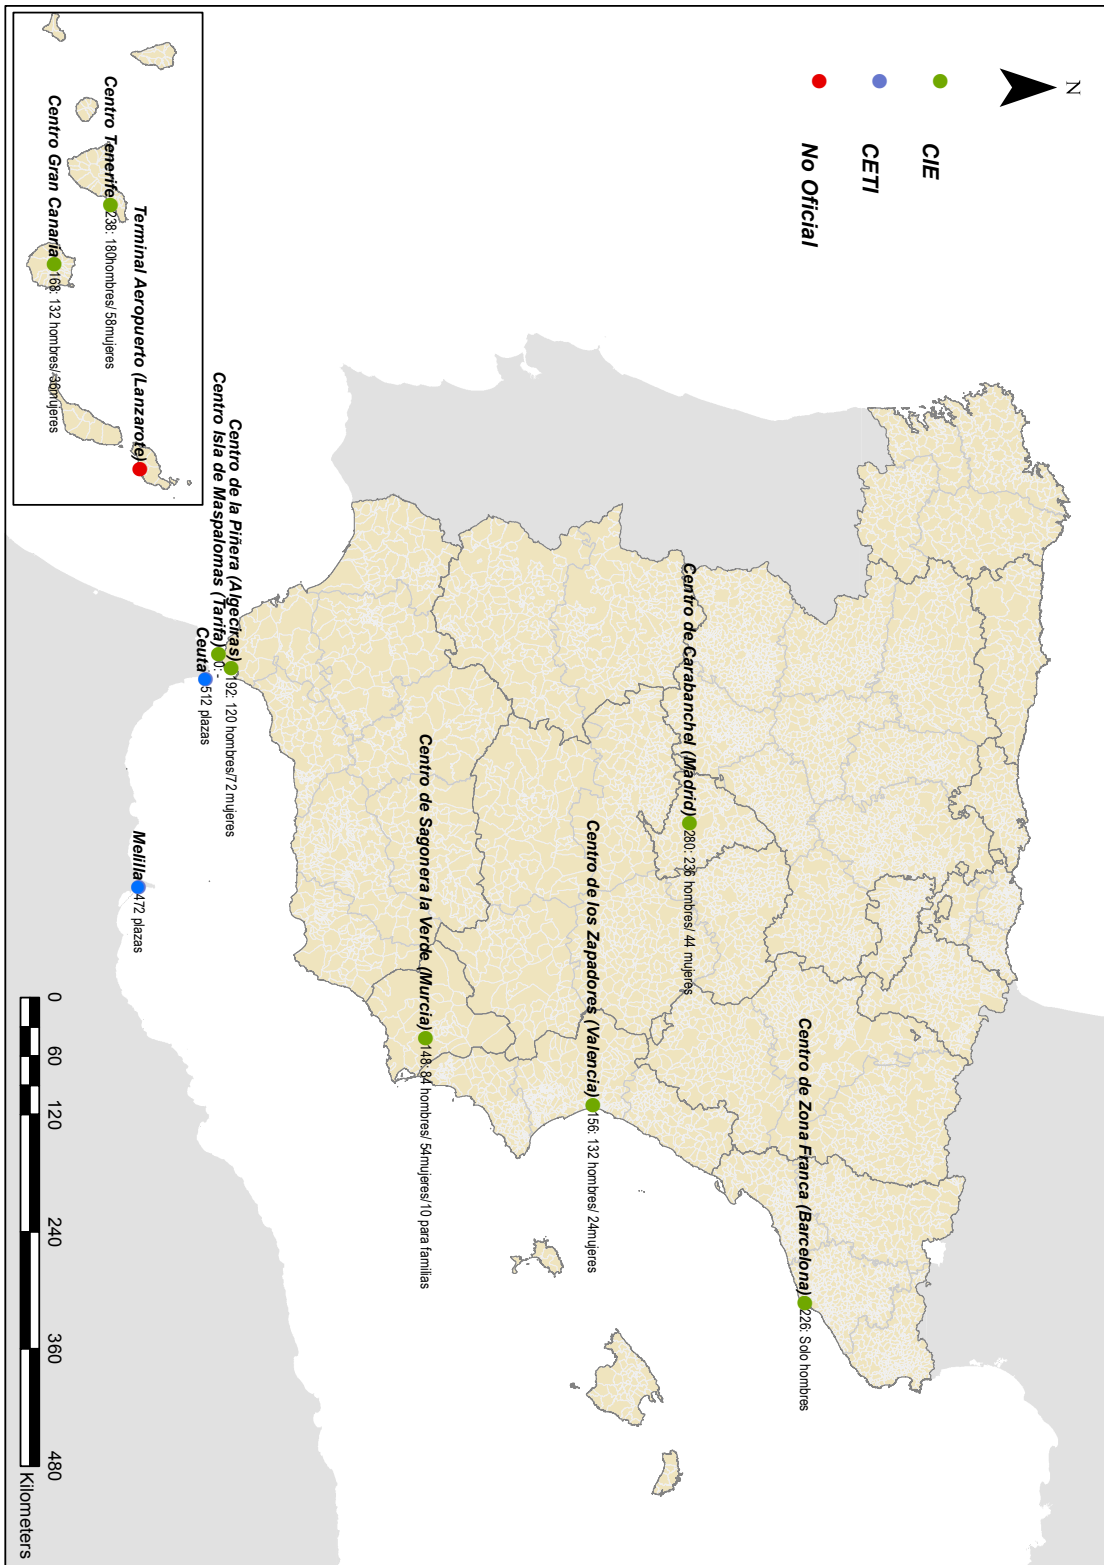 N
CIE
CETI
No Oficial
Centro de Zona Franca (Barcelona)
226: Solo hombres
Centro de Carabanchel (Madrid)
280: 236 hombres/ 44 mujeres
Centro de los Zapadores (Valencia)
156: 132 hombres/ 24mujeres
Centro de Sagonera la Verde (Murcia)
148:84 hombres/ 54mujeres/10 para familias
Centro de la Piñera (Algeciras)
192: 120 hombres/72 mujeres
Centro Isla de Maspalomas (Tarifa)
0: -
Ceuta
512 plazas
Melilla
472 plazas
Terminal Aeropuerto (Lanzarote)
Centro Tenerife
238: 180hombres/ 58mujeres
Centro Gran Canaria
168: 132 hombres/ 36mujeres
0 60 120 240 360 480
Kilometers